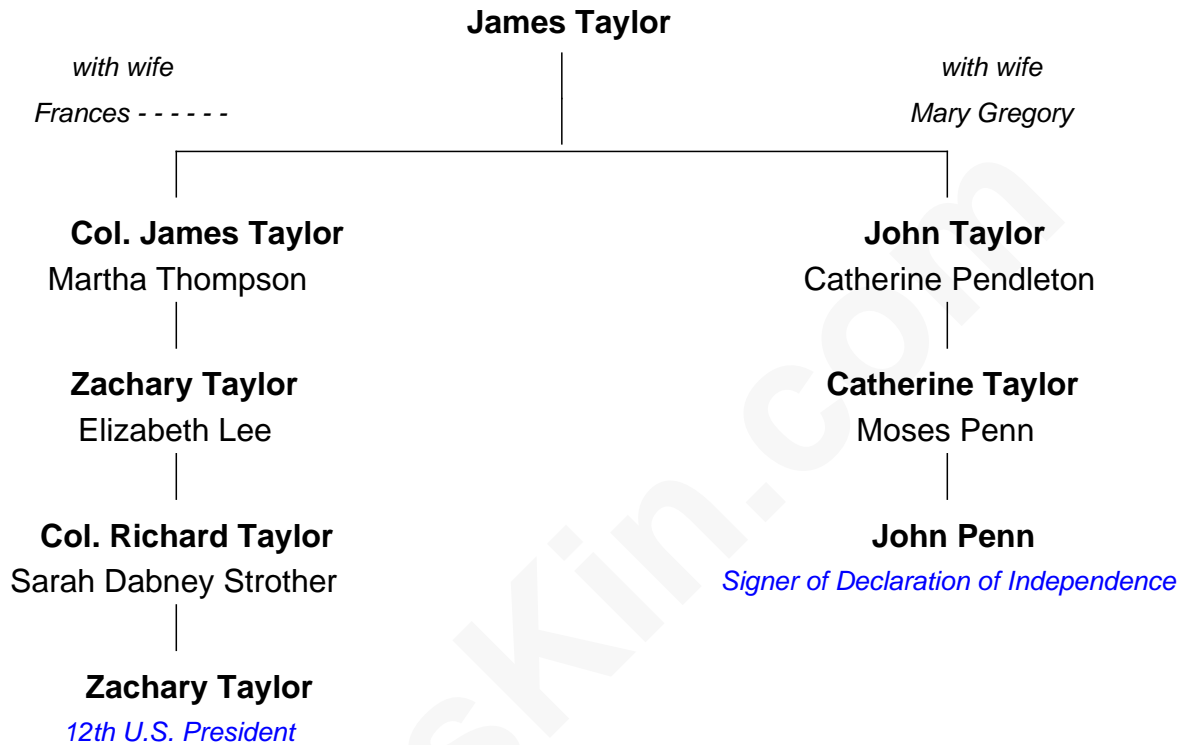 James Taylor
with wife
Frances - - - - - -
with wife
Mary Gregory
Col. James Taylor
Martha Thompson
John Taylor
Catherine Pendleton
Zachary Taylor
Elizabeth Lee
Catherine Taylor
Moses Penn
Col. Richard Taylor
Sarah Dabney Strother
John Penn
Signer of Declaration of Independence
Zachary Taylor
12th U.S. President
sKin.com